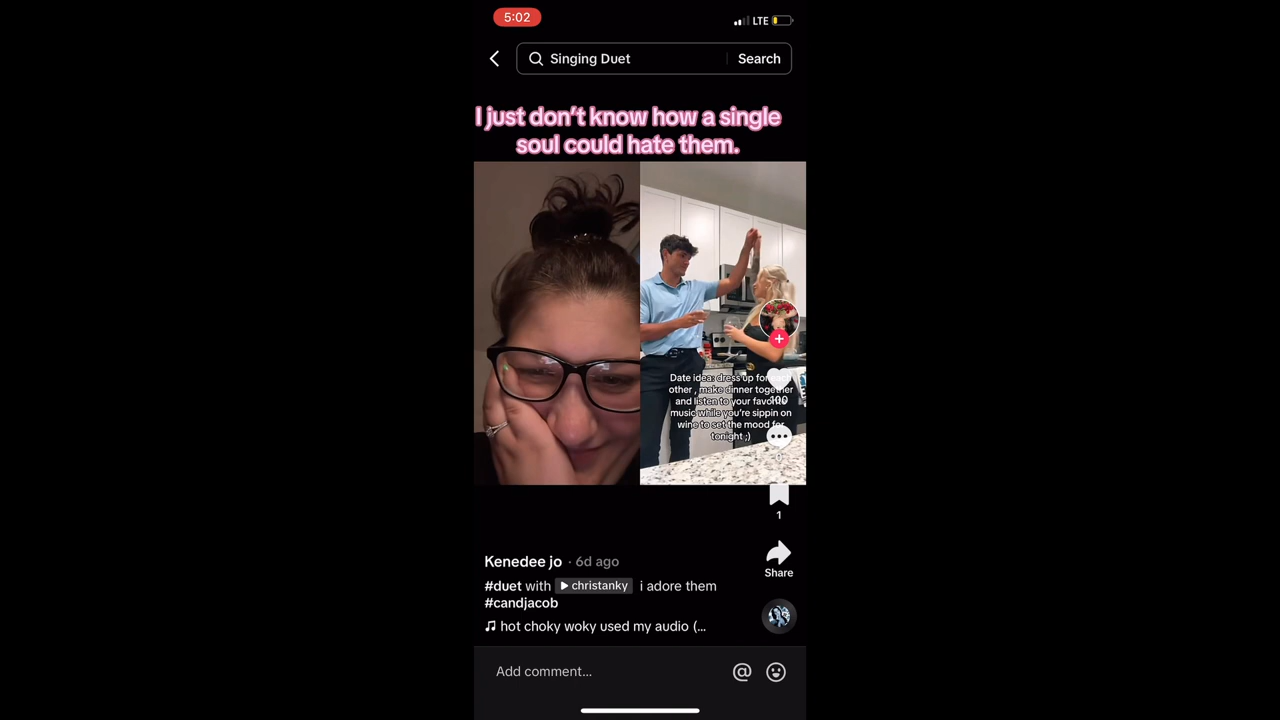 5:02
LTE
Singing Duet
Search
I just don't know how a single
soul could hate them.
Date idea: dress up for each
other , make dinner together
and listen to your favorite
music while you're sippin on
wine to set the mood for
tonight ;)
100
1
Share
Kenedee jo · 6d ago
#duet with christanky i adore them
#candjacob
hot choky woky used my audio (...
Add comment...
@